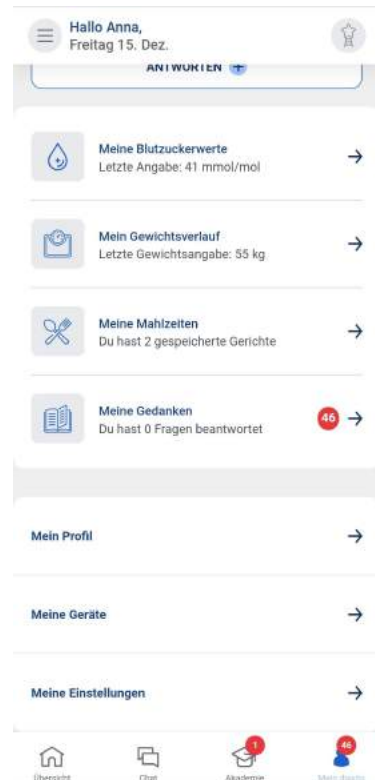 Hallo Anna,
Freitag 15. Dez.
ANTWORTEN +
Meine Blutzuckerwerte
Letzte Angabe: 41 mmol/mol
Mein Gewichtsverlauf
Letzte Gewichtsangabe: 55 kg
Meine Mahlzeiten
Du hast 2 gespeicherte Gerichte
Meine Gedanken
Du hast 0 Fragen beantwortet
46
Mein Profil
Meine Geräte
Meine Einstellungen
1
46
Übersicht
Chat
Akademie